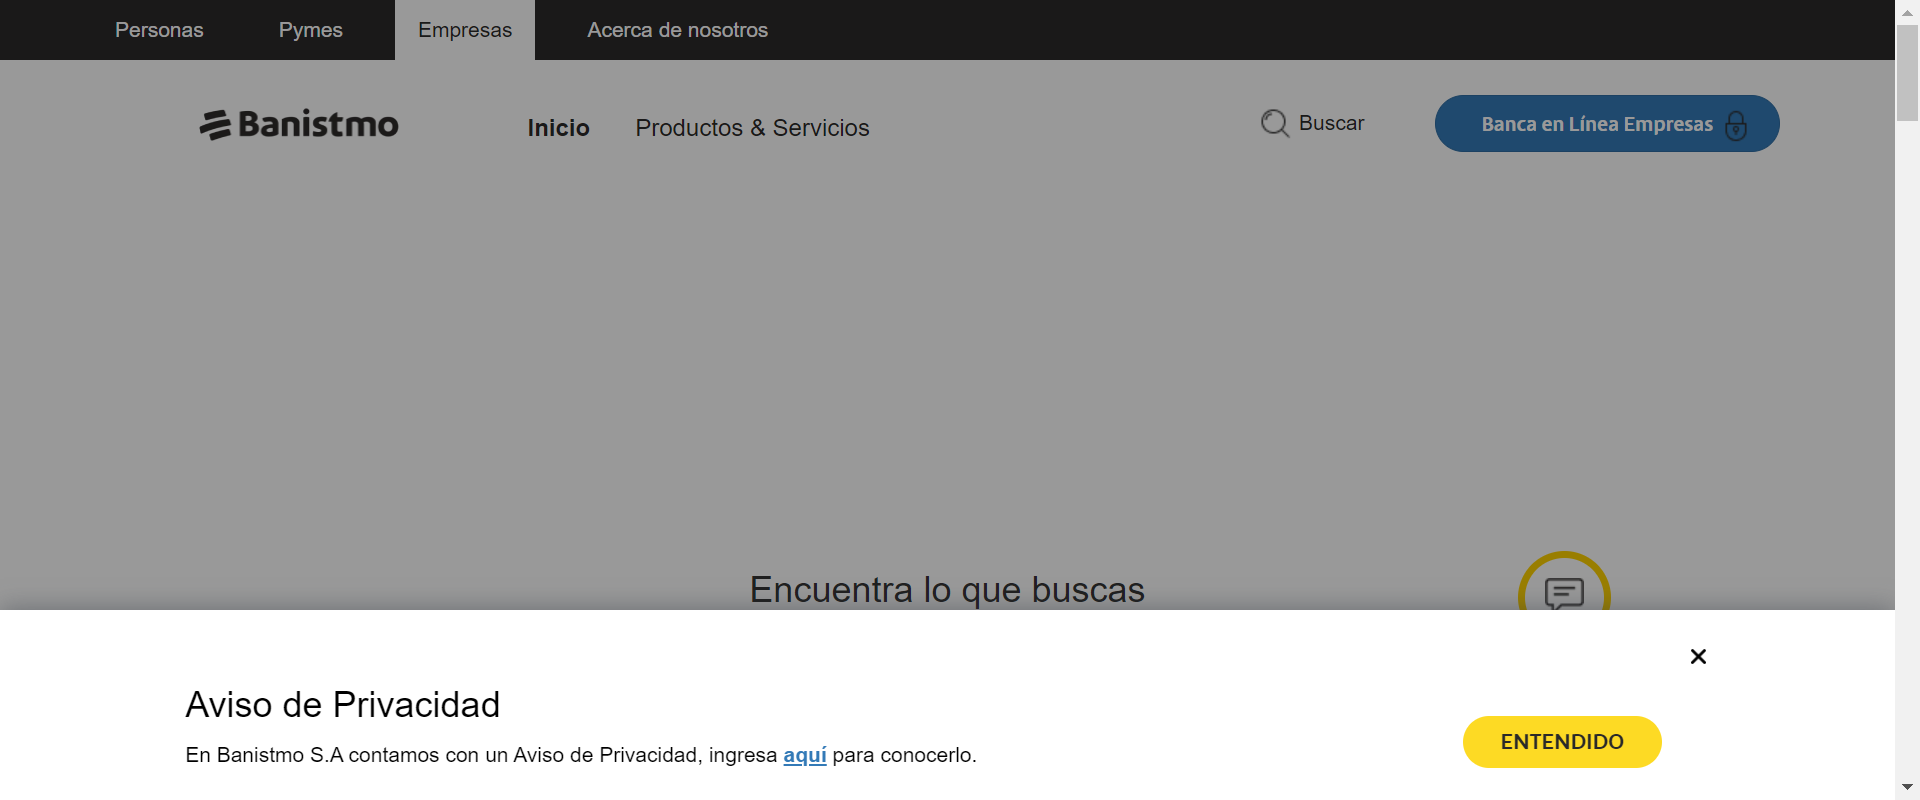 Personas Pymes Empresas Acerca de nosotros
Banistmo Inicio Productos & Servicios Buscar Banca en Línea Empresas
Encuentra lo que buscas
Aviso de Privacidad
En Banistmo S.A contamos con un Aviso de Privacidad, ingresa aquí para conocerlo.
ENTENDIDO